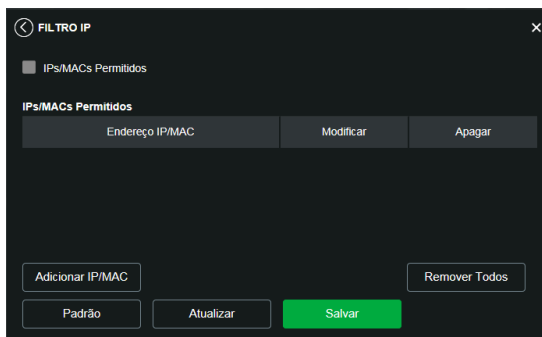 FILTRO IP
IPs/MACs Permitidos
IPs/MACs Permitidos
Endereço IP/MAC Modificar Apagar
Adicionar IP/MAC Remover Todos
Padrão Atualizar Salvar